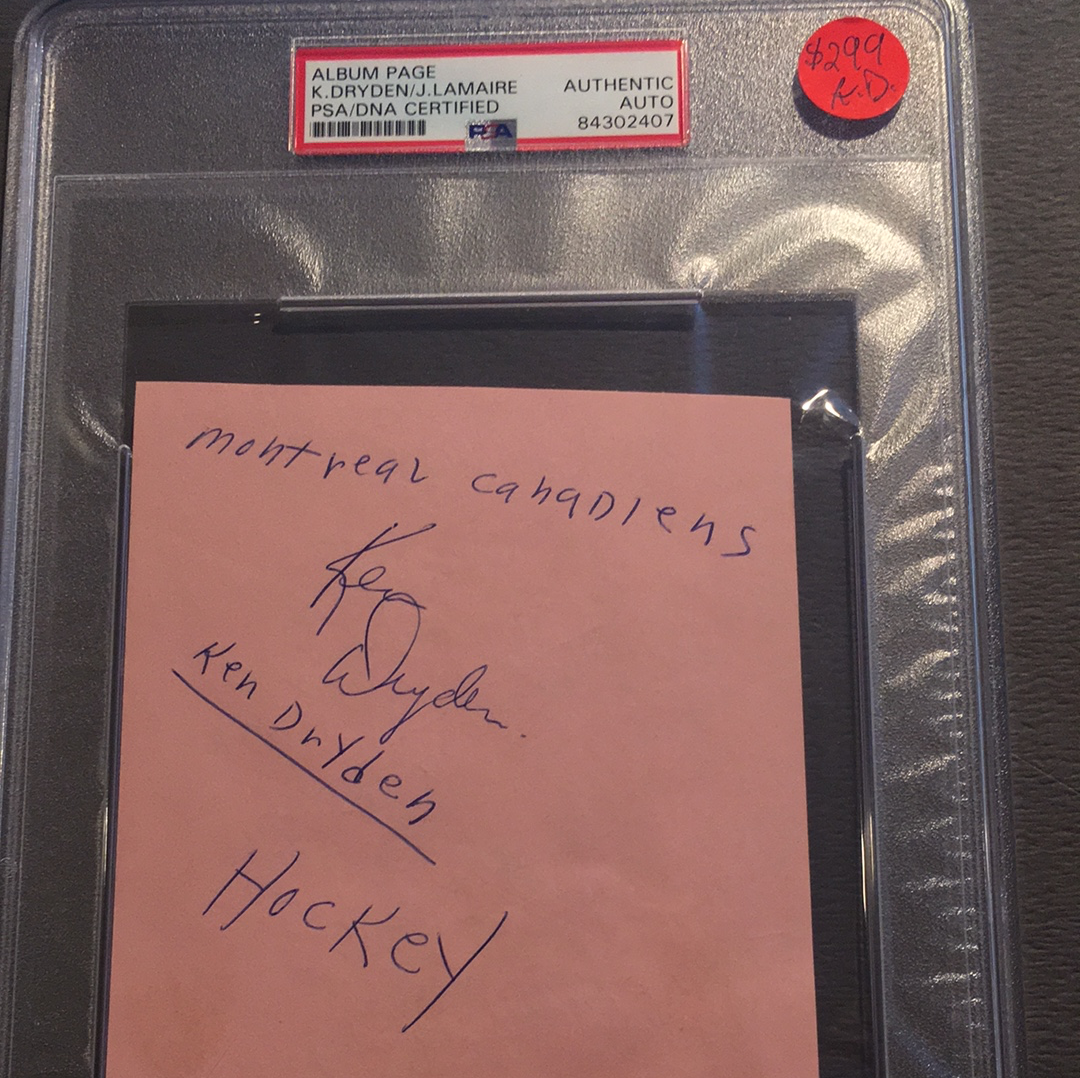 ALBUM PAGE
K.DRYDEN/J.LAMAIRE
PSA/DNA CERTIFIED
AUTHENTIC
AUTO
84302407
PSA
$299
K.D.
montreal canadiens
Ken
Dryden
Ken Dryden
Hockey